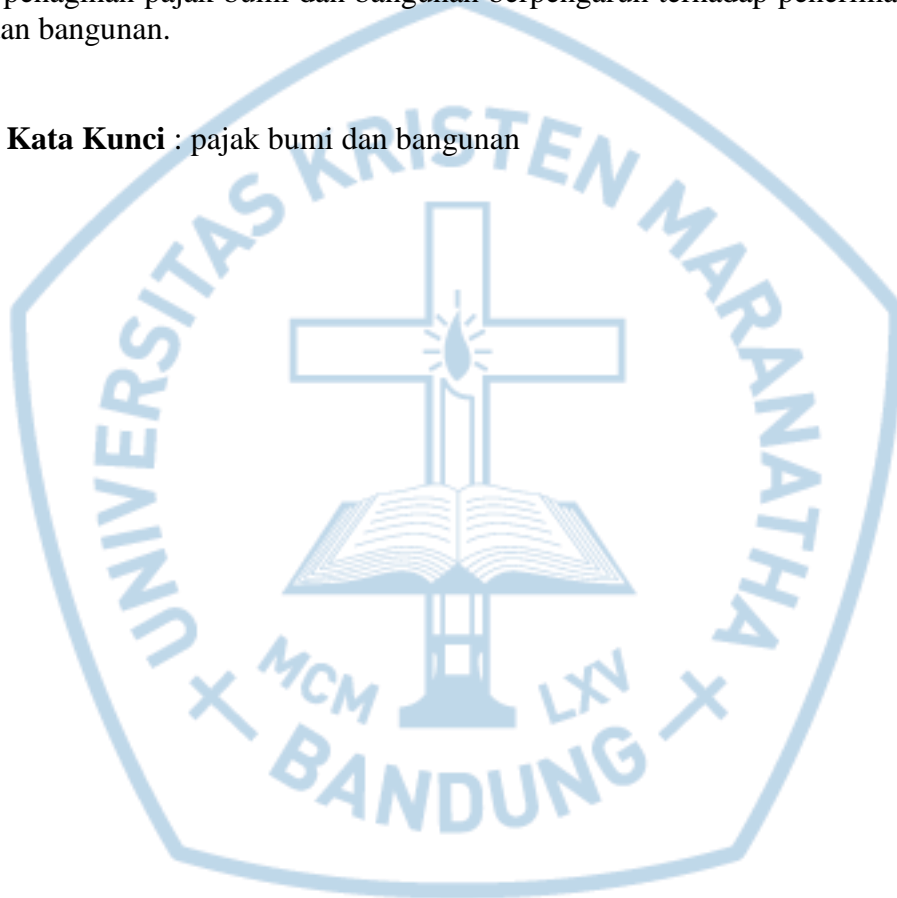 penagihan pajak bumi dan bangunan berpengaruh terhadap
an bangunan.
Kata Kunci : pajak bumi dan bangunan
UNIVERSITAS KRISTEN MARANATHA
MCM LXV
BANDUNG